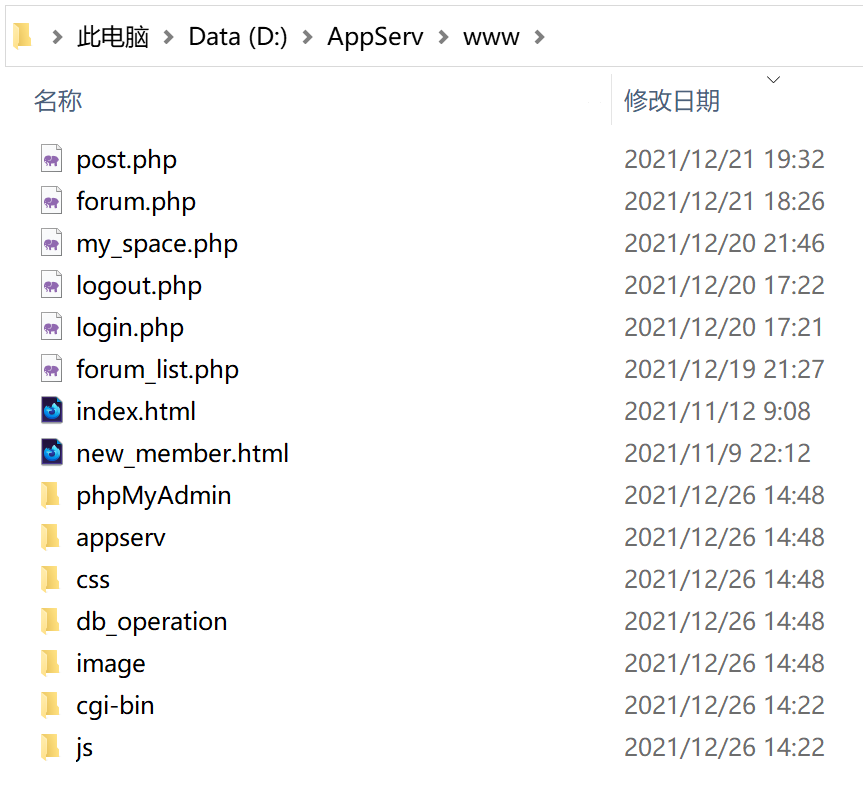 此电脑 Data (D:) AppServ www
名称 修改日期
post.php 2021/12/21 19:32
forum.php 2021/12/21 18:26
my_space.php 2021/12/20 21:46
logout.php 2021/12/20 17:22
login.php 2021/12/20 17:21
forum_list.php 2021/12/19 21:27
index.html 2021/11/12 9:08
new_member.html 2021/11/9 22:12
phpMyAdmin 2021/12/26 14:48
appserv 2021/12/26 14:48
css 2021/12/26 14:48
db_operation 2021/12/26 14:48
image 2021/12/26 14:48
cgi-bin 2021/12/26 14:22
js 2021/12/26 14:22